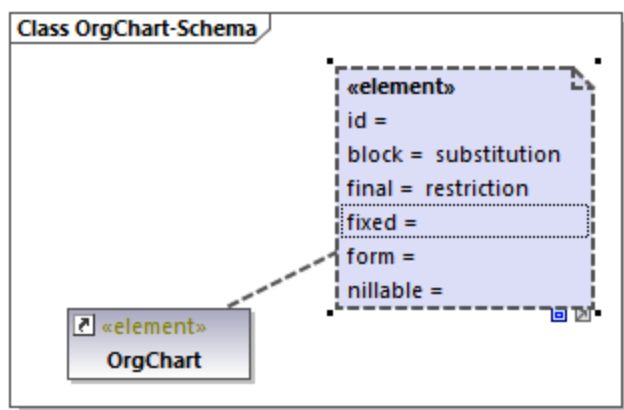 Class OrgChart-Schema
«element»
id =
block = substitution
final = restriction
fixed =
form =
nillable =
«element»
OrgChart